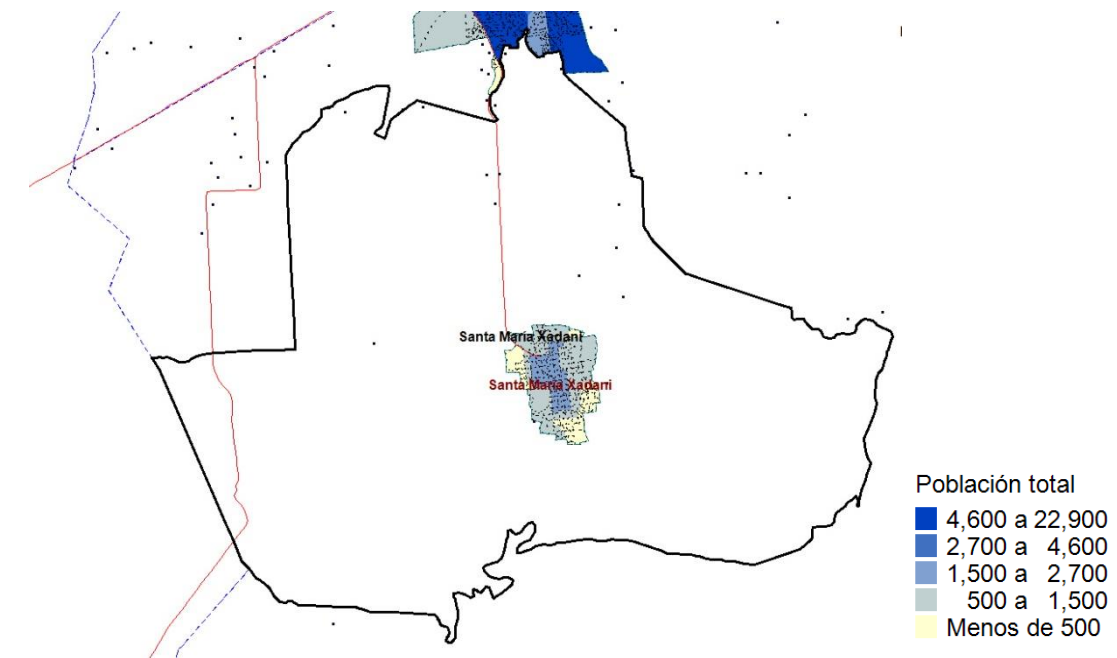 Santa María Xadani
Santa María Xadani
Población total
4,600 a 22,900
2,700 a 4,600
1,500 a 2,700
500 a 1,500
Menos de 500